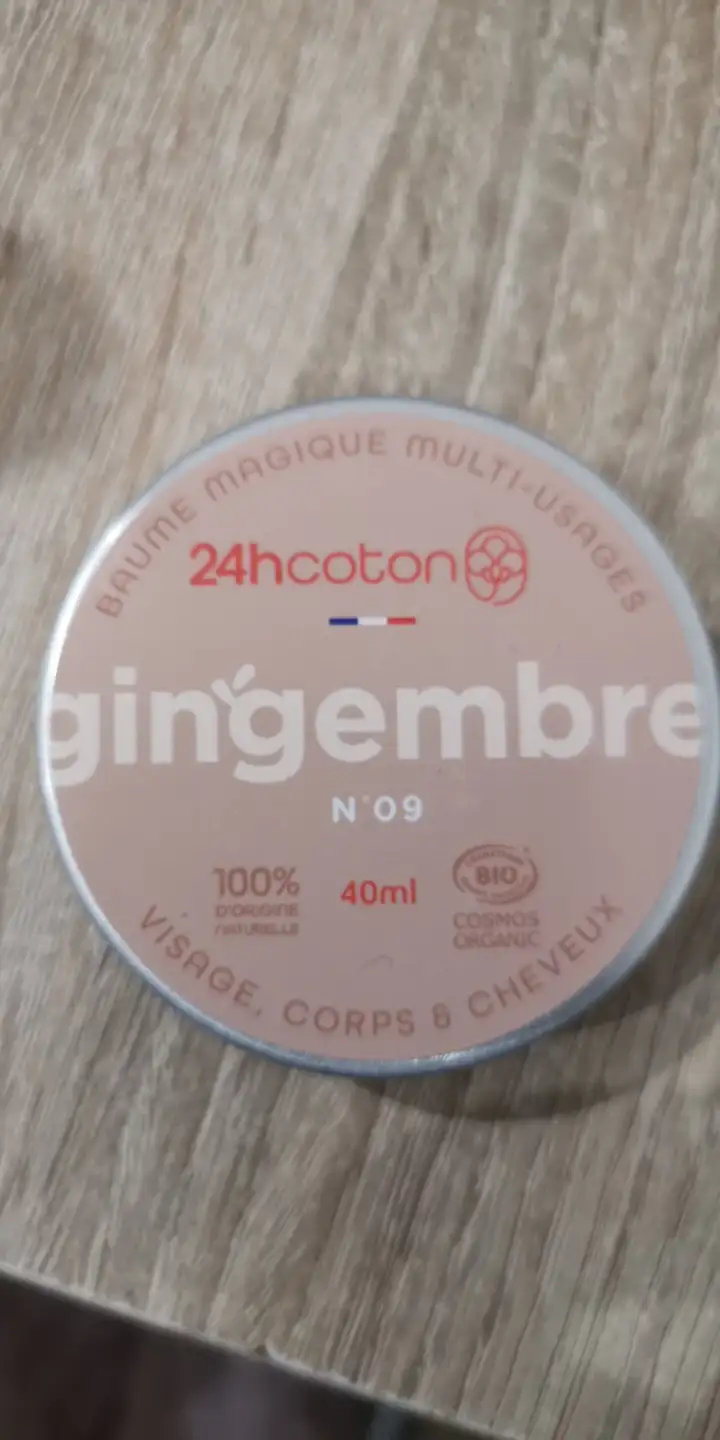 BAUME MAGIQUE MULTI-USAGES
24hcoton
gingembre
N°09
100%
D'ORIGINE
NATURELLE
40ml
BIO
COSMOS
ORGANIC
VISAGE, CORPS & CHEVEUX